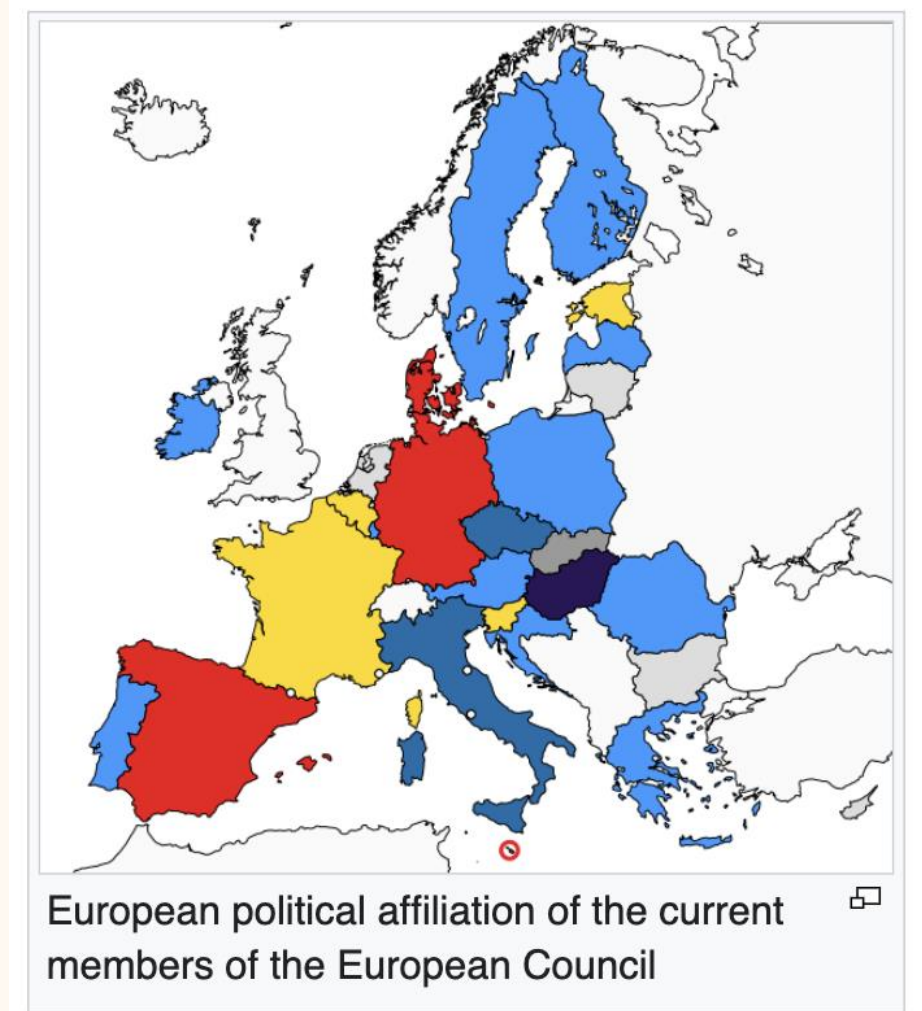 European political affiliation of the current
members of the European Council